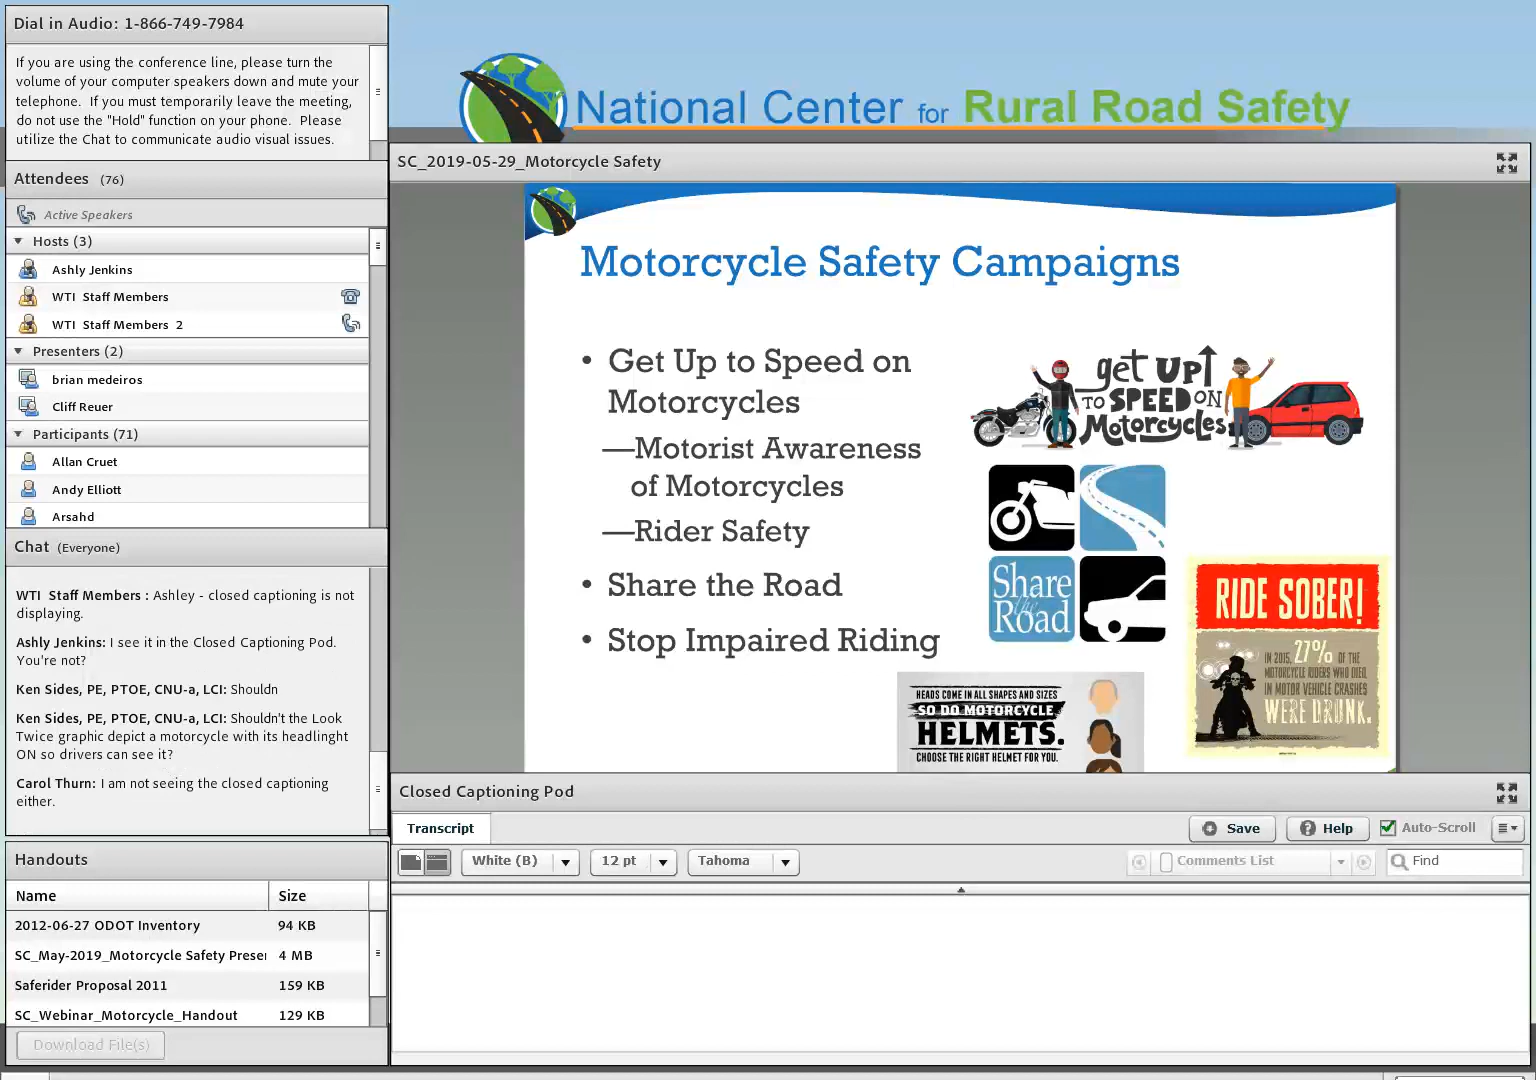 Dial in Audio: 1-866-749-7984
If you are using the conference line, please turn the
volume of your computer speakers down and mute your
telephone.  If you must temporarily leave the meeting,
do not use the "Hold" function on your phone.  Please
utilize the Chat to communicate audio visual issues.
Attendees (76)
Active Speakers
Hosts (3)
Ashly Jenkins
WTI Staff Members
WTI Staff Members 2
Presenters (2)
brian medeiros
Cliff Reuer
Participants (71)
Allan Cruet
Andy Elliott
Arsahd
Chat (Everyone)
WTI Staff Members : Ashley - closed captioning is not
displaying.
Ashly Jenkins: I see it in the Closed Captioning Pod.
You're not?
Ken Sides, PE, PTOE, CNU-a, LCI: Shouldn
Ken Sides, PE, PTOE, CNU-a, LCI: Shouldn't the Look
Twice graphic depict a motorcycle with its headlinght
ON so drivers can see it?
Carol Thurn: I am not seeing the closed captioning
either.
Handouts
Name Size
2012-06-27 ODOT Inventory 94 KB
SC_May-2019_Motorcycle Safety Preser 4 MB
Saferider Proposal 2011 159 KB
SC_Webinar_Motorcycle_Handout 129 KB
Download File(s)
National Center for Rural Road Safety
SC_2019-05-29_Motorcycle Safety
Motorcycle Safety Campaigns
• Get Up to Speed on
Motorcycles
—Motorist Awareness
of Motorcycles
—Rider Safety
• Share the Road
• Stop Impaired Riding
get UP!
TO SPEED ON
Motorcycles
Share
the
Road
RIDE SOBER!
IN 2015, 27% OF THE
MOTORCYCLE RIDERS WHO DIED
IN MOTOR VEHICLE CRASHES
WERE DRUNK.
HEADS COME IN ALL SHAPES AND SIZES
SO DO MOTORCYCLE
HELMETS.
CHOOSE THE RIGHT HELMET FOR YOU.
Closed Captioning Pod
Transcript
Save
Help
Auto-Scroll
White (B)
12 pt
Tahoma
Comments List
Find